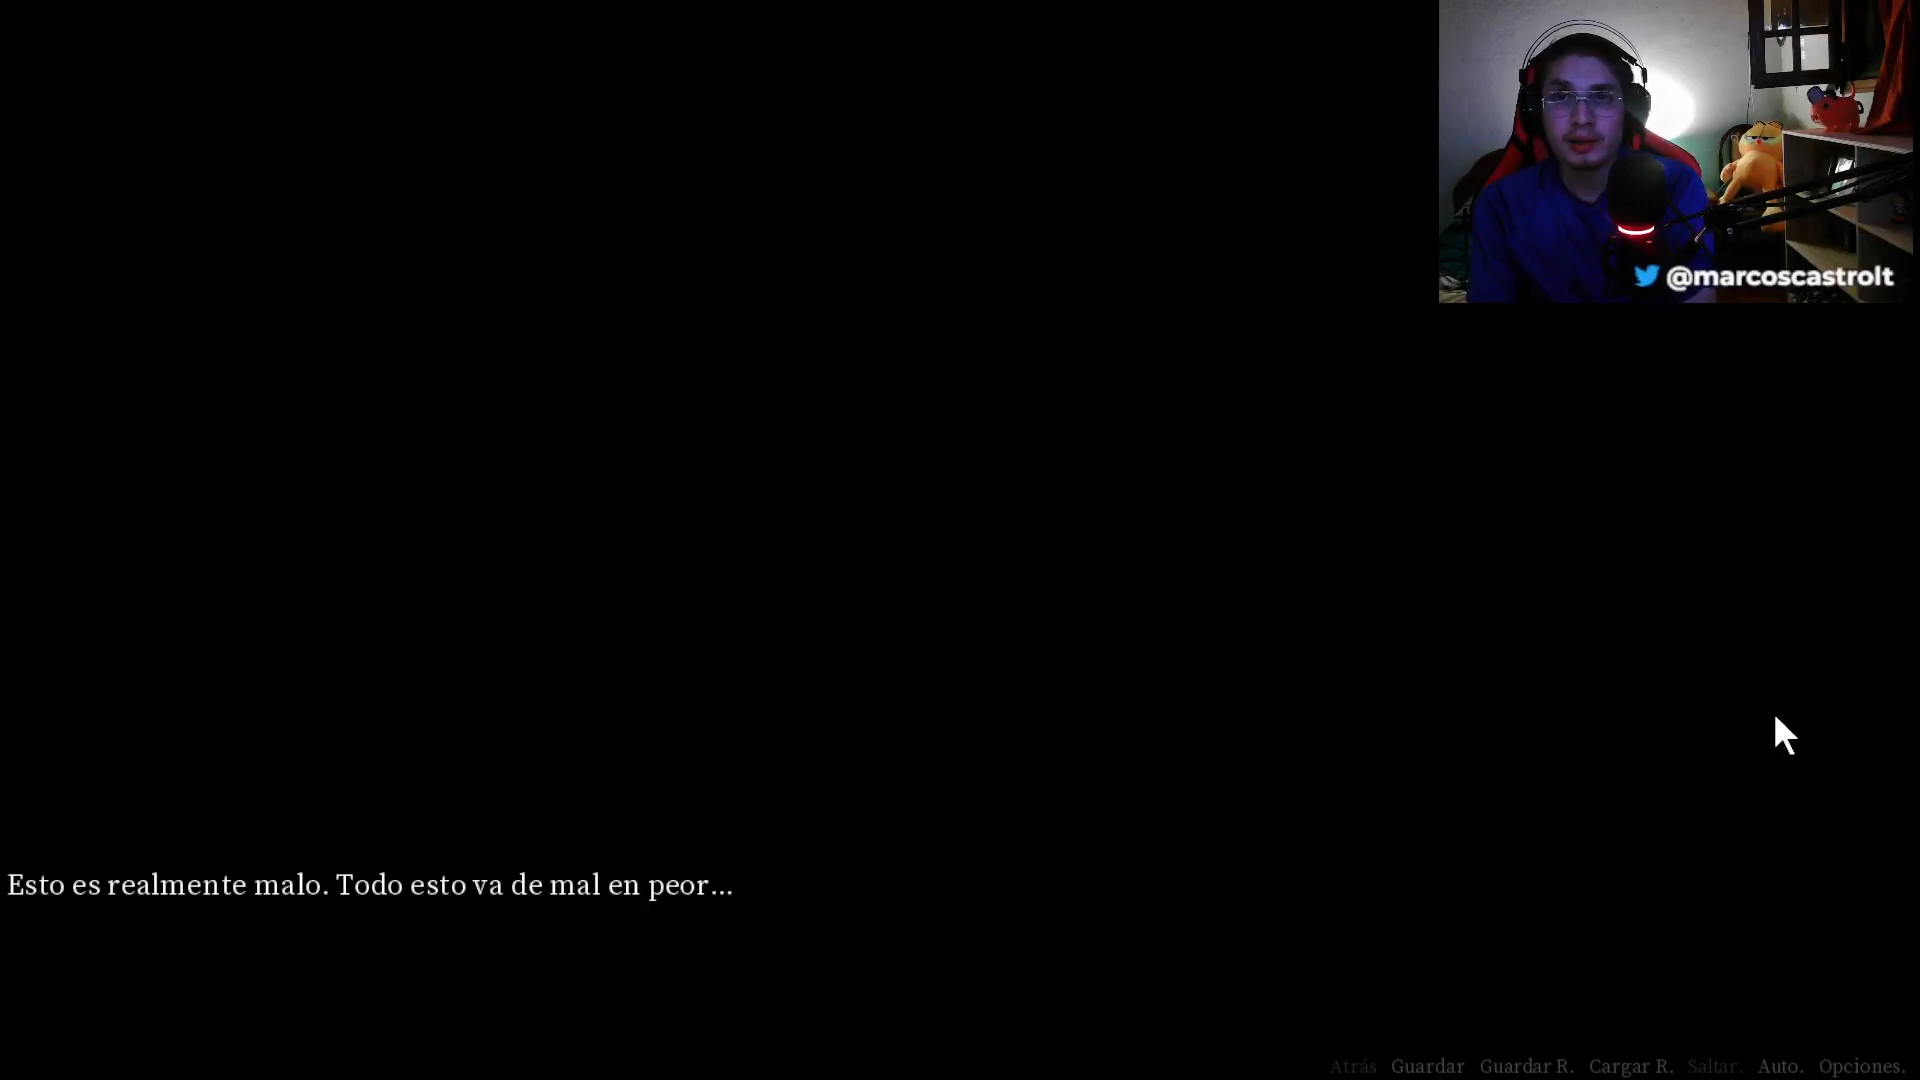 @marcoscastrolt
Esto es realmente malo. Todo esto va de mal en peor...
Atrás Guardar Guardar R. Cargar R. Saltar. Auto. Opciones.